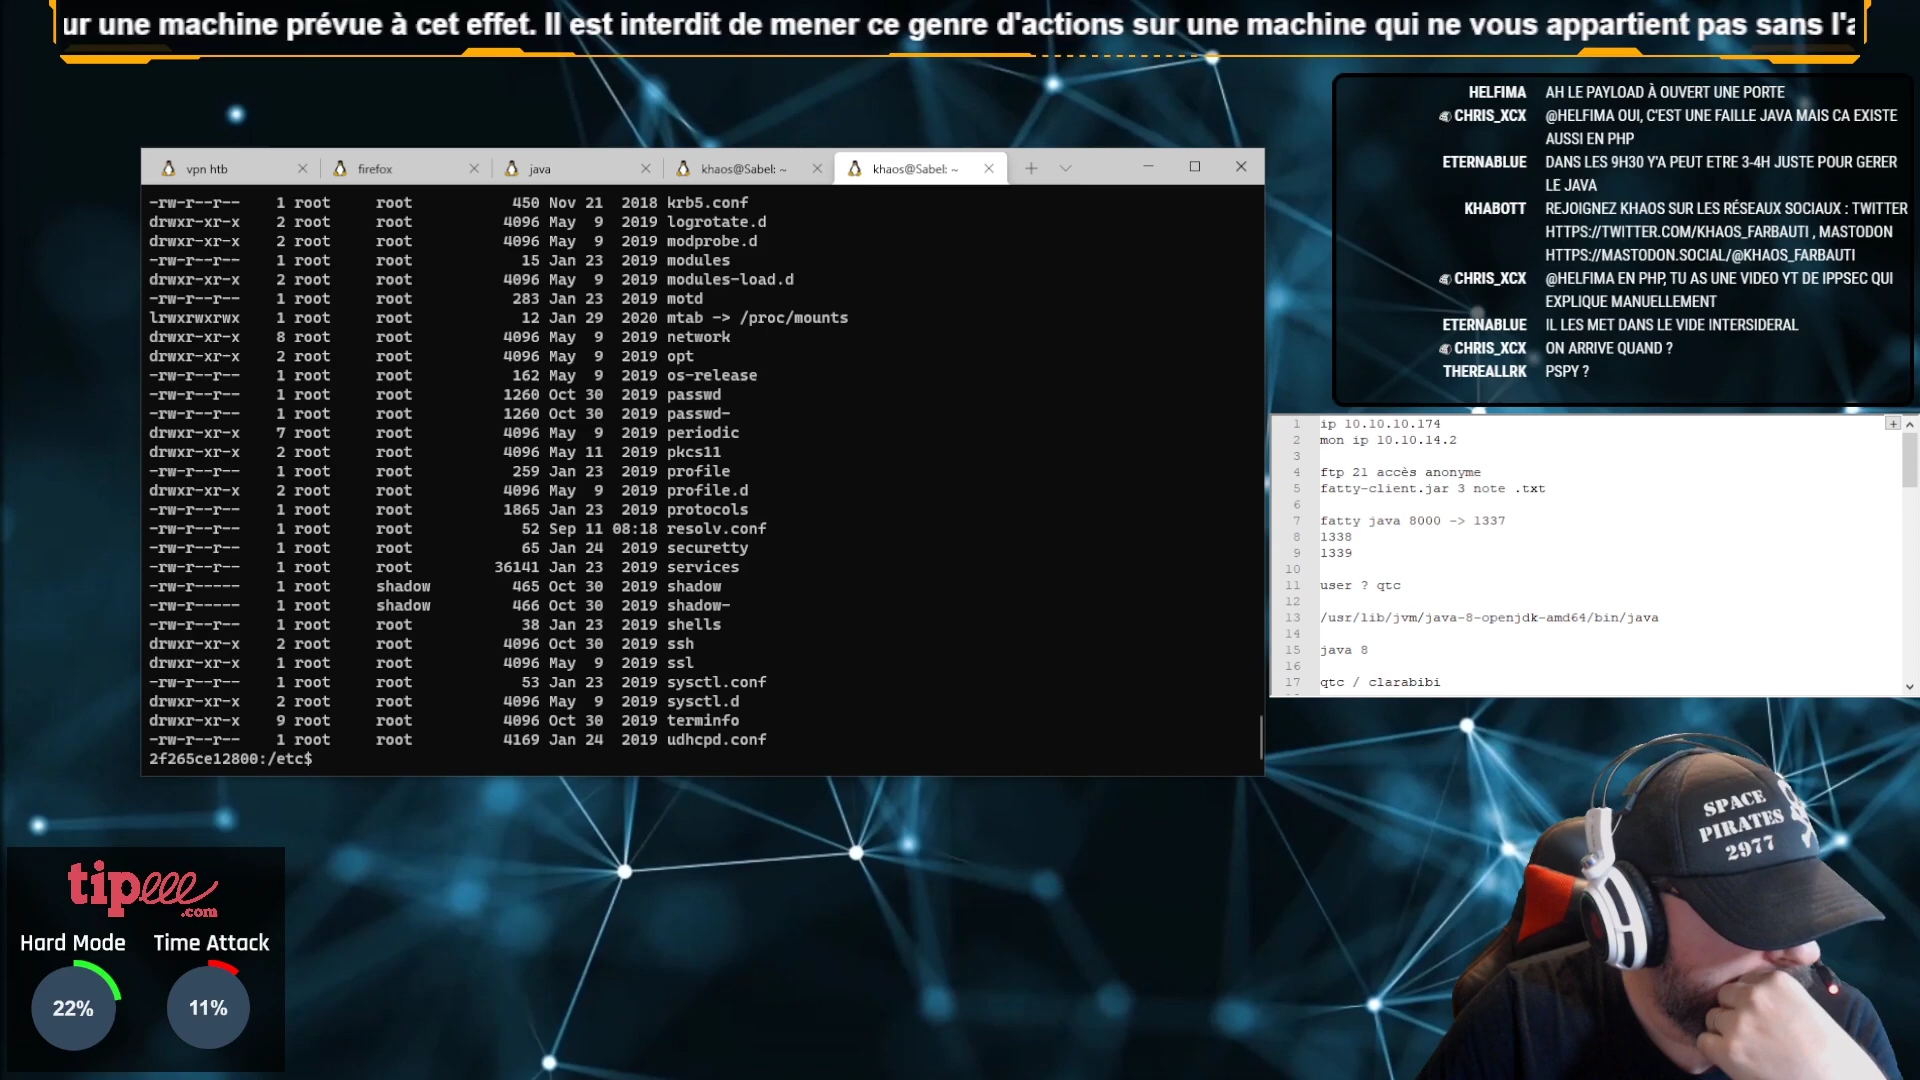 ur une machine prévue à cet effet. Il est interdit de mener ce genre d'actions sur une machine qui ne vous appartient pas sans l'a
HELFIMA AH LE PAYLOAD À OUVERT UNE PORTE
CHRIS_XCX @HELFIMA OUI, C'EST UNE FAILLE JAVA MAIS CA EXISTE
AUSSI EN PHP
ETERNABLUE DANS LES 9H30 Y'A PEUT ETRE 3-4H JUSTE POUR GERER
LE JAVA
KHABOTT REJOIGNEZ KHAOS SUR LES RÉSEAUX SOCIAUX : TWITTER
HTTPS://TWITTER.COM/KHAOS_FARBAUTI , MASTODON
HTTPS://MASTODON.SOCIAL/@KHAOS_FARBAUTI
CHRIS_XCX @HELFIMA EN PHP, TU AS UNE VIDEO YT DE IPPSEC QUI
EXPLIQUE MANUELLEMENT
ETERNABLUE IL LES MET DANS LE VIDE INTERSIDERAL
CHRIS_XCX ON ARRIVE QUAND ?
THEREALLRK PSPY ?
vpn htb firefox java khaos@Sabel: ~ khaos@Sabel: ~
-rw-r--r-- 1 root root 450 Nov 21 2018 krb5.conf
drwxr-xr-x 2 root root 4096 May 9 2019 logrotate.d
drwxr-xr-x 2 root root 4096 May 9 2019 modprobe.d
-rw-r--r-- 1 root root 15 Jan 23 2019 modules
drwxr-xr-x 2 root root 4096 May 9 2019 modules-load.d
-rw-r--r-- 1 root root 283 Jan 23 2019 motd
lrwxrwxrwx 1 root root 12 Jan 29 2020 mtab -> /proc/mounts
drwxr-xr-x 8 root root 4096 May 9 2019 network
drwxr-xr-x 2 root root 4096 May 9 2019 opt
-rw-r--r-- 1 root root 162 May 9 2019 os-release
-rw-r--r-- 1 root root 1260 Oct 30 2019 passwd
-rw-r--r-- 1 root root 1260 Oct 30 2019 passwd-
drwxr-xr-x 7 root root 4096 May 9 2019 periodic
drwxr-xr-x 2 root root 4096 May 11 2019 pkcs11
-rw-r--r-- 1 root root 259 Jan 23 2019 profile
drwxr-xr-x 2 root root 4096 May 9 2019 profile.d
-rw-r--r-- 1 root root 1865 Jan 23 2019 protocols
-rw-r--r-- 1 root root 52 Sep 11 08:18 resolv.conf
-rw-r--r-- 1 root root 65 Jan 24 2019 securetty
-rw-r--r-- 1 root root 36141 Jan 23 2019 services
-rw-r----- 1 root shadow 465 Oct 30 2019 shadow
-rw-r----- 1 root shadow 466 Oct 30 2019 shadow-
-rw-r--r-- 1 root root 38 Jan 23 2019 shells
drwxr-xr-x 2 root root 4096 Oct 30 2019 ssh
drwxr-xr-x 1 root root 4096 May 9 2019 ssl
-rw-r--r-- 1 root root 53 Jan 23 2019 sysctl.conf
drwxr-xr-x 2 root root 4096 May 9 2019 sysctl.d
drwxr-xr-x 9 root root 4096 Oct 30 2019 terminfo
-rw-r--r-- 1 root root 4169 Jan 24 2019 udhcpd.conf
2f265ce12800:/etc$
1 ip 10.10.10.174
2 mon ip 10.10.14.2
3
4 ftp 21 accès anonyme
5 fatty-client.jar 3 note .txt
6
7 fatty java 8000 -> 1337
8 1338
9 1339
10
11 user ? qtc
12
13 /usr/lib/jvm/java-8-openjdk-amd64/bin/java
14
15 java 8
16
17 qtc / clarabibi
tipeee
.com
Hard Mode Time Attack
22% 11%
SPACE
PIRATES
2977